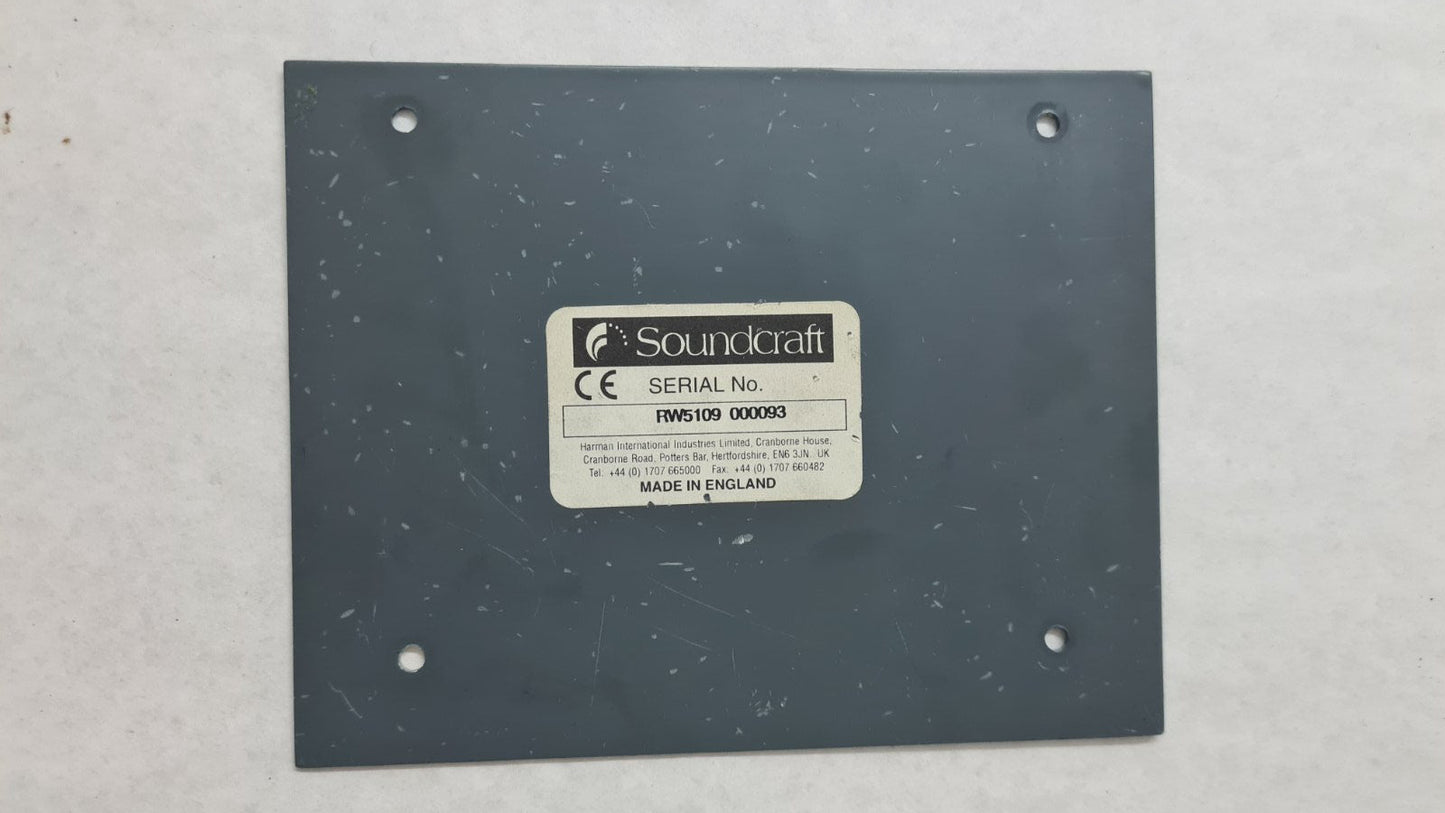 Soundcraft
CE SERIAL No.
RW5109 000093
Harman International Industries Limited, Cranborne House,
Cranborne Road, Potters Bar, Hertfordshire, EN6 3JN. UK
Tel: +44 (0) 1707 665000 Fax: +44 (0) 1707 660482
MADE IN ENGLAND